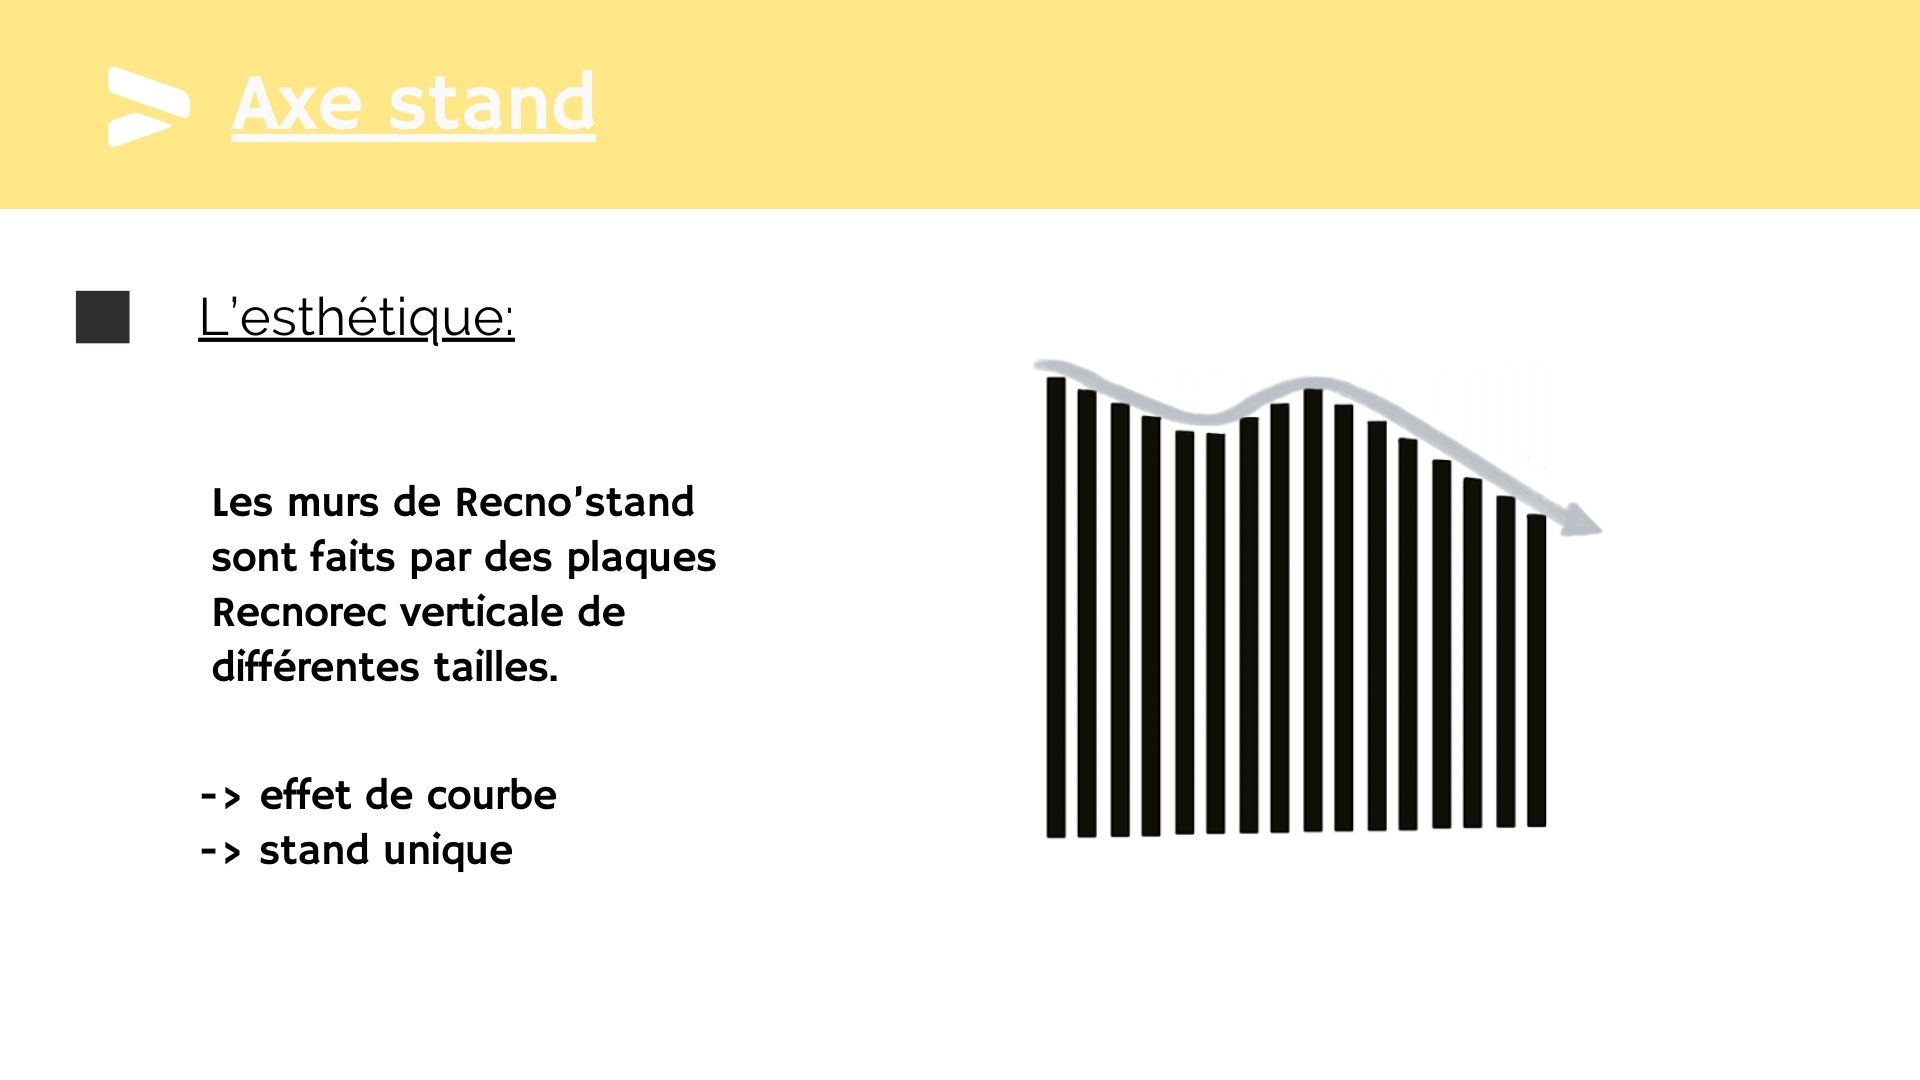 Axe stand
L'esthétique:
Les murs de Recno'stand
sont faits par des plaques
Recnorec verticale de
différentes tailles.
-> effet de courbe
-> stand unique